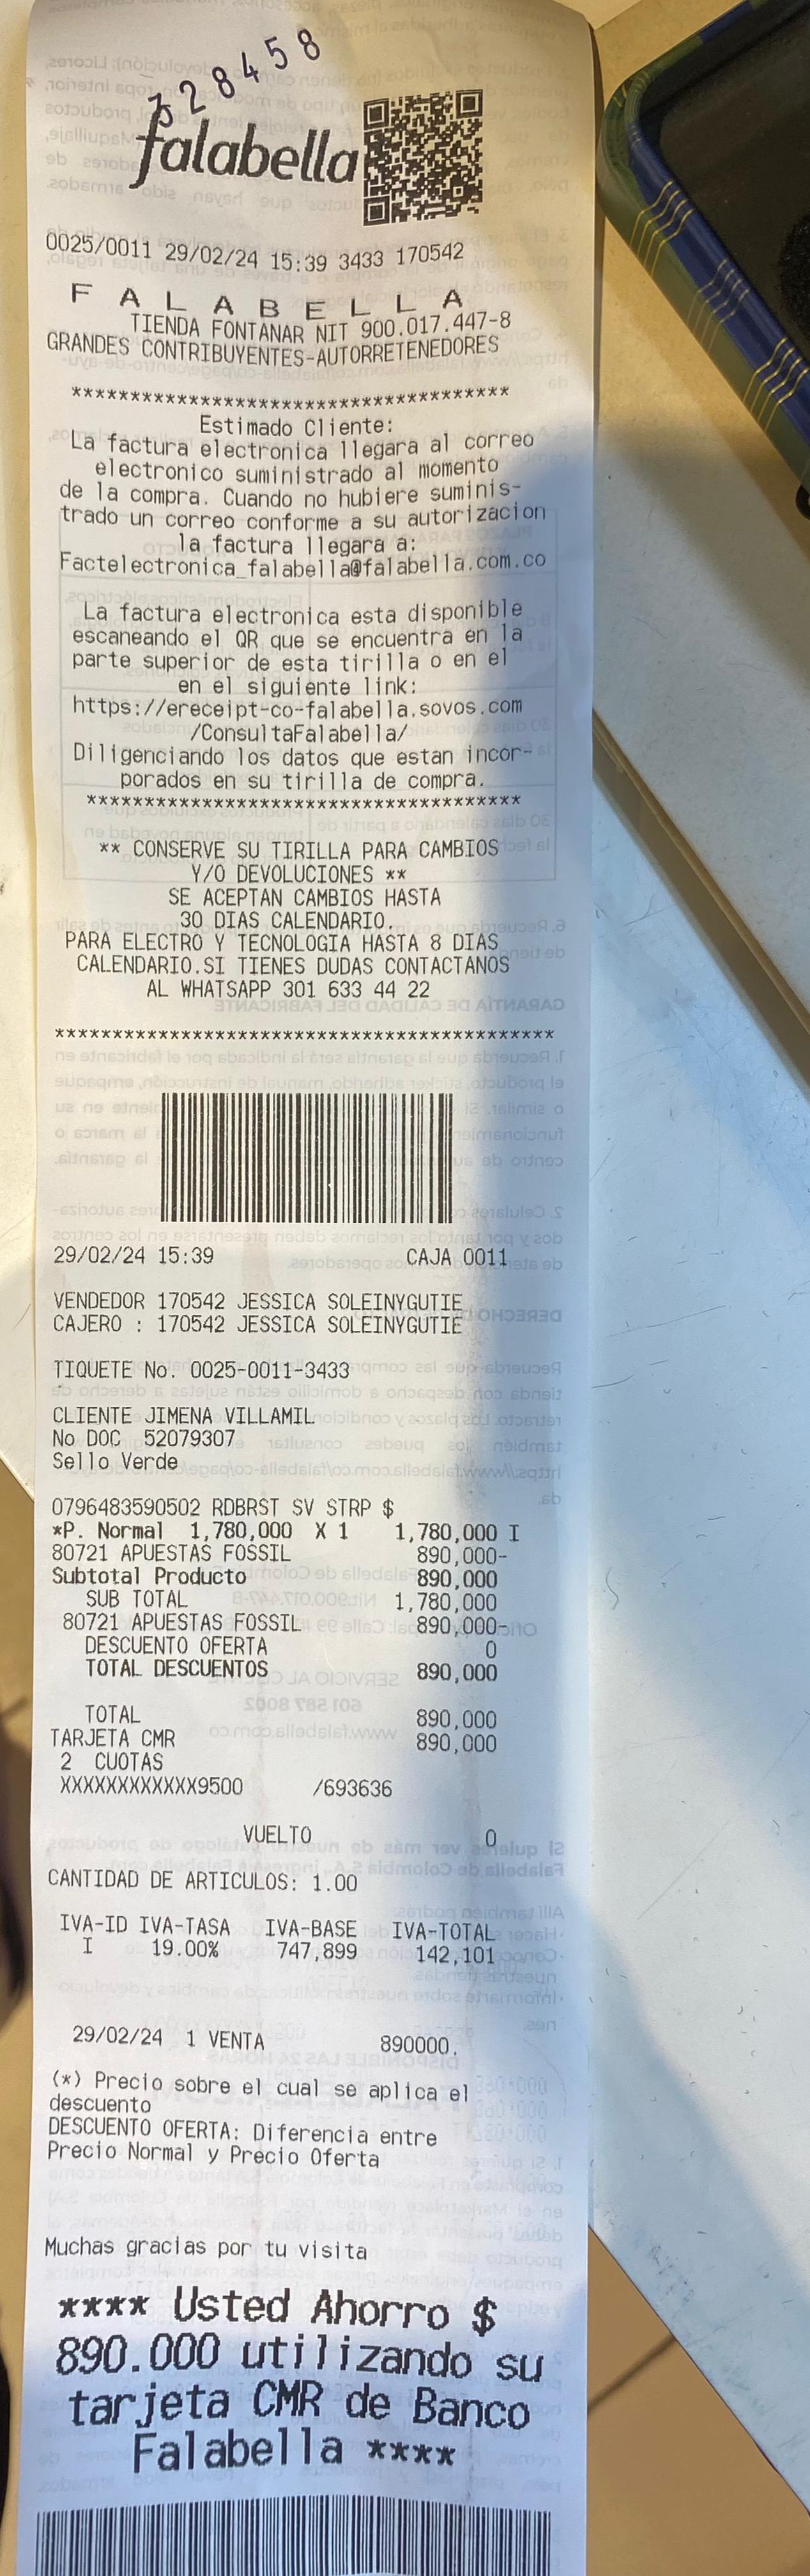 328458
falabella
0025/0011 29/02/24 15:39 3433 170542
F A L A B E L L A
TIENDA FONTANAR NIT 900.017.447-8
GRANDES CONTRIBUYENTES-AUTORRETENEDORES
**************************************
Estimado Cliente:
La factura electronica llegara al correo
electronico suministrado al momento
de la compra. Cuando no hubiere suminis-
trado un correo conforme a su autorizacion
la factura llegara a:
Factelectronica_falabella@falabella.com.co
La factura electronica esta disponible
escaneando el QR que se encuentra en la
parte superior de esta tirilla o en el
en el siguiente link:
https://ereceipt-co-falabella.sovos.com
/ConsultaFalabella/
Diligenciando los datos que estan incor-
porados en su tirilla de compra.
**************************************
** CONSERVE SU TIRILLA PARA CAMBIOS
Y/O DEVOLUCIONES **
SE ACEPTAN CAMBIOS HASTA
30 DIAS CALENDARIO.
PARA ELECTRO Y TECNOLOGIA HASTA 8 DIAS
CALENDARIO.SI TIENES DUDAS CONTACTANOS
AL WHATSAPP 301 633 44 22
********************************************
29/02/24 15:39 CAJA 0011
VENDEDOR 170542 JESSICA SOLEINYGUTIE
CAJERO : 170542 JESSICA SOLEINYGUTIE
TIQUETE No. 0025-0011-3433
CLIENTE JIMENA VILLAMIL
No DOC 52079307
Sello Verde
0796483590502 RDBRST SV STRP $
*P. Normal 1,780,000 X 1 1,780,000 I
80721 APUESTAS FOSSIL 890,000-
Subtotal Producto 890,000
SUB TOTAL 1,780,000
80721 APUESTAS FOSSIL 890,000-
DESCUENTO OFERTA 0
TOTAL DESCUENTOS 890,000
TOTAL 890,000
TARJETA CMR 890,000
2 CUOTAS
XXXXXXXXXXXX9500 /693636
VUELTO 0
CANTIDAD DE ARTICULOS: 1.00
IVA-ID IVA-TASA IVA-BASE IVA-TOTAL
I 19.00% 747,899 142,101
29/02/24 1 VENTA 890000.
(*) Precio sobre el cual se aplica el
descuento
DESCUENTO OFERTA: Diferencia entre
Precio Normal y Precio Oferta
Muchas gracias por tu visita
**** Usted Ahorro $
890.000 utilizando su
tarjeta CMR de Banco
Falabella ****